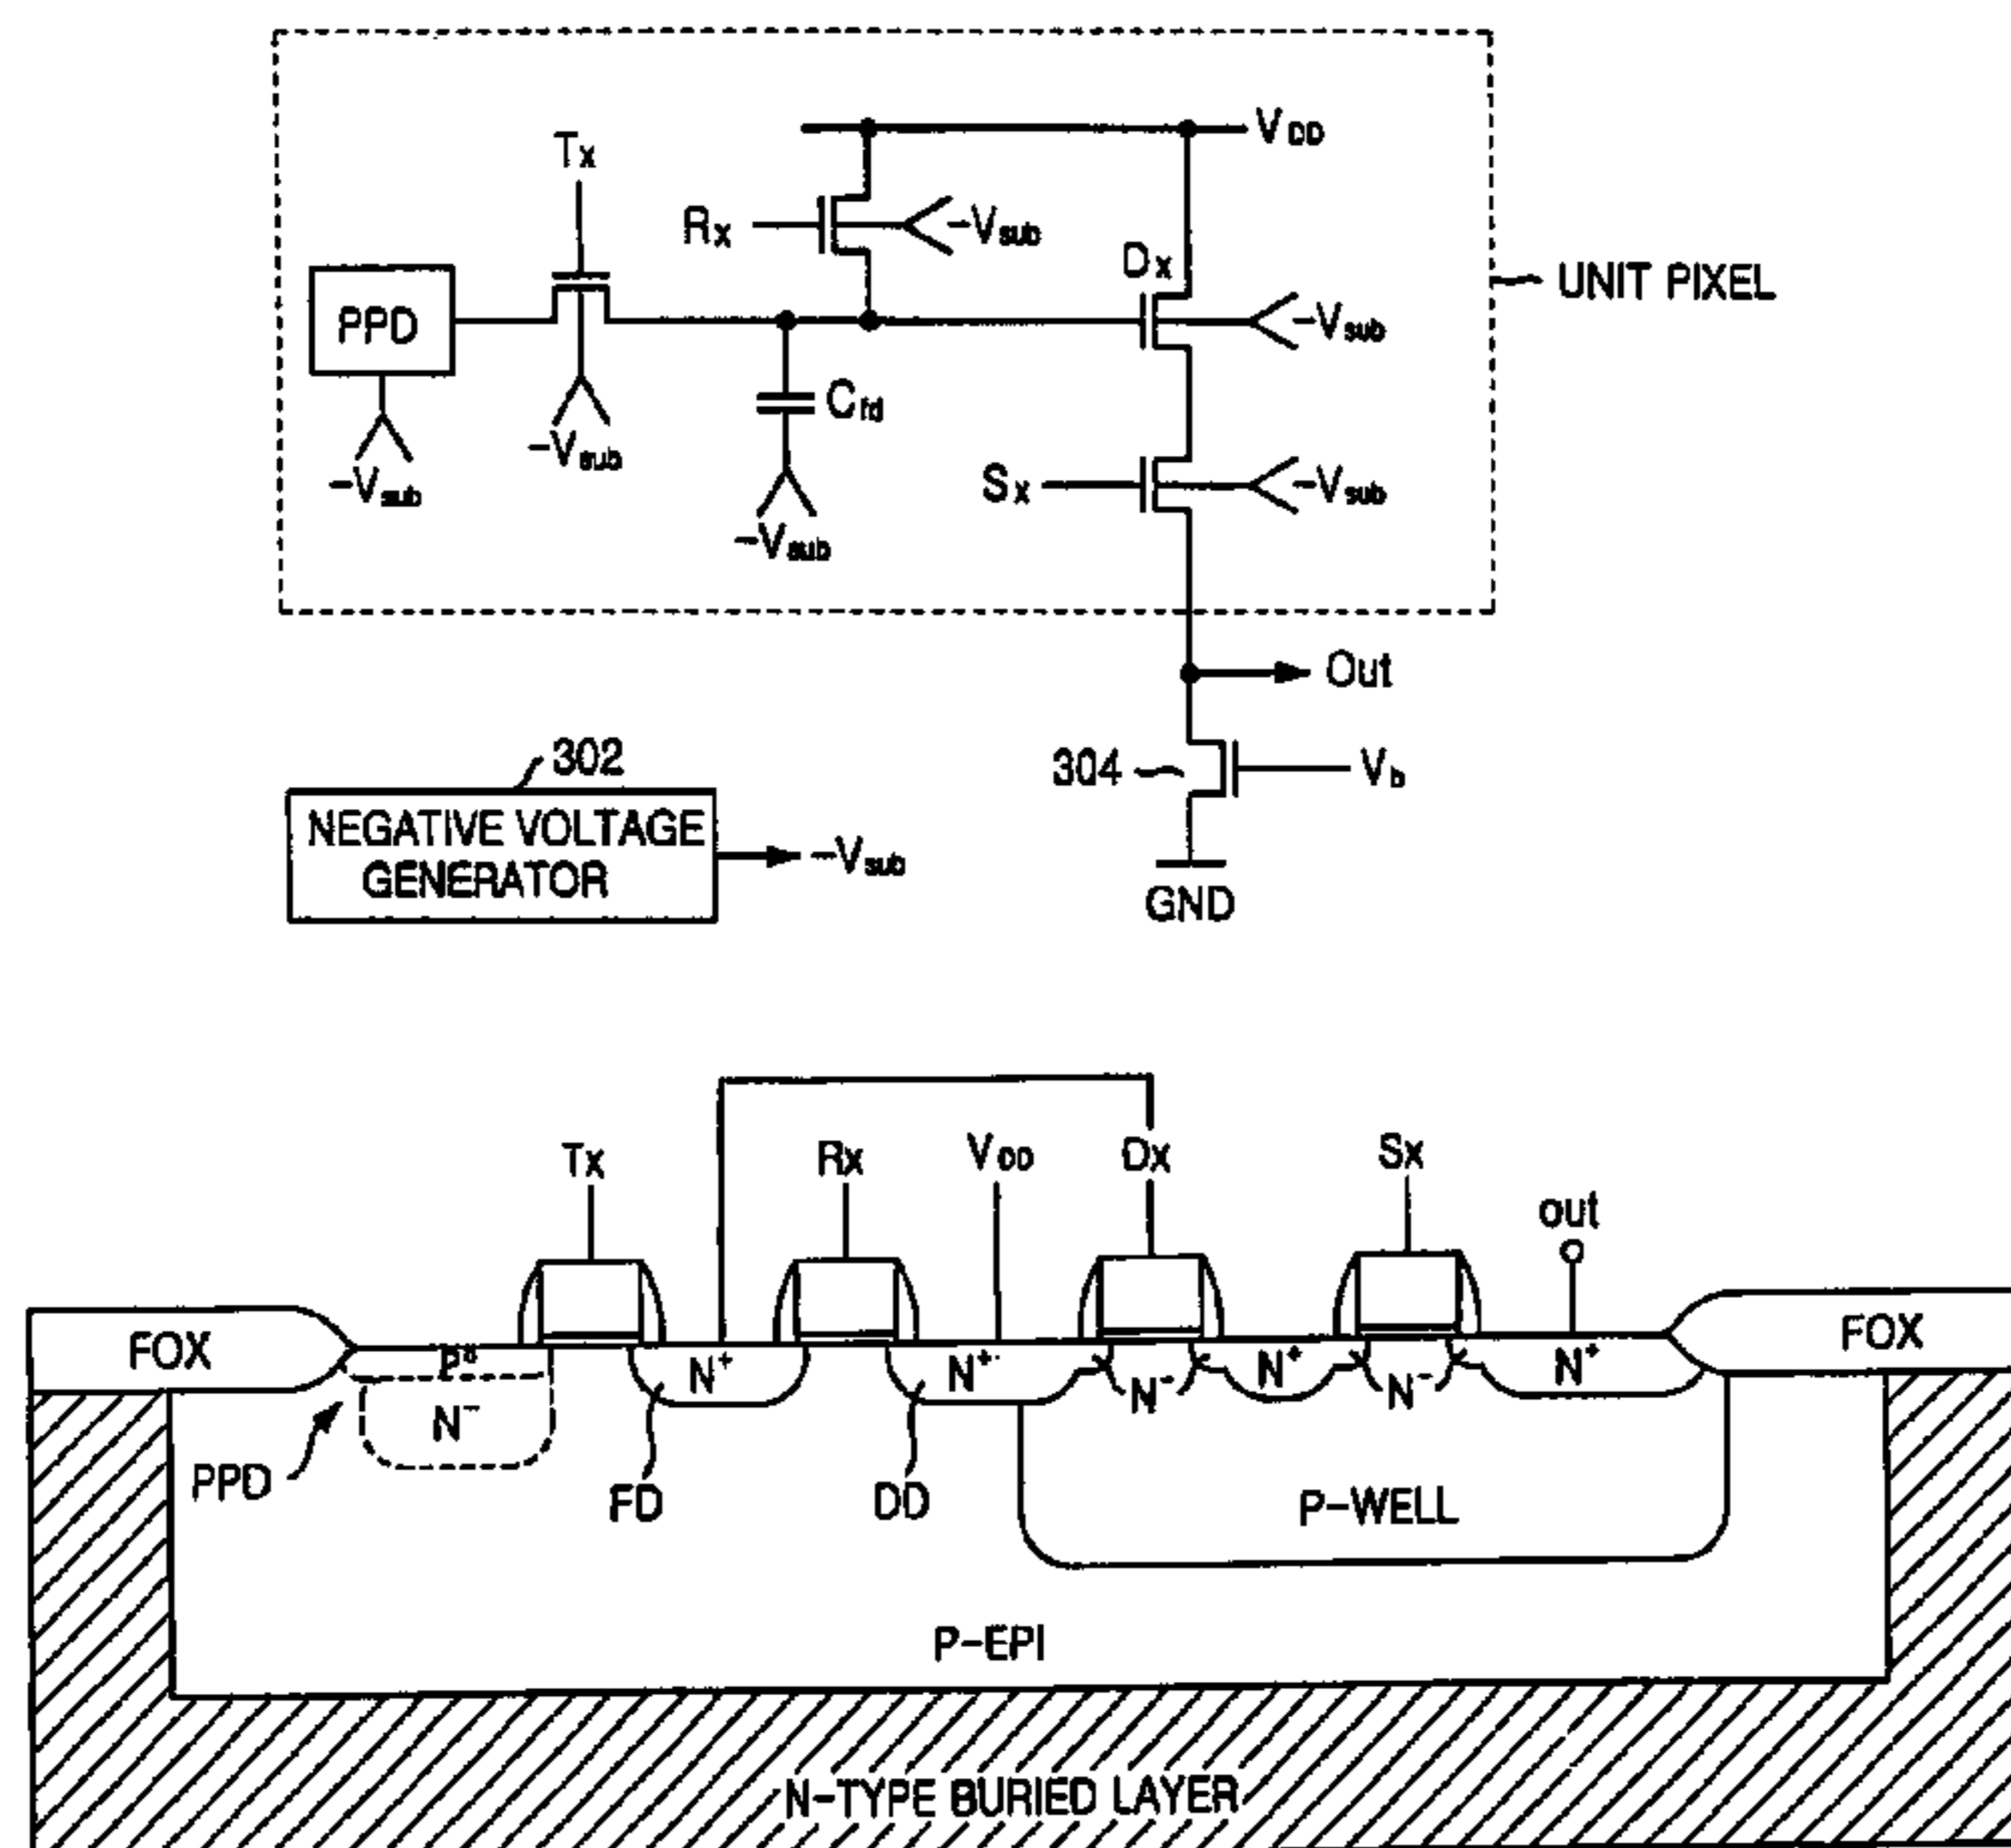 Tx
VDD
Rx
-Vsub
Dx
UNIT PIXEL
PPD
-Vsub
Cfd
-Vsub
-Vsub
Sx
-Vsub
-Vsub
Out
302
304
Vb
NEGATIVE VOLTAGE
GENERATOR
-Vsub
GND
Tx
Rx
VDD
Dx
Sx
out
FOX
P⁰
N⁺
N⁺
N⁻
N⁺
N⁻
N⁺
FOX
N⁻
PPD
FD
DD
P-WELL
P-EPI
N-TYPE BURIED LAYER